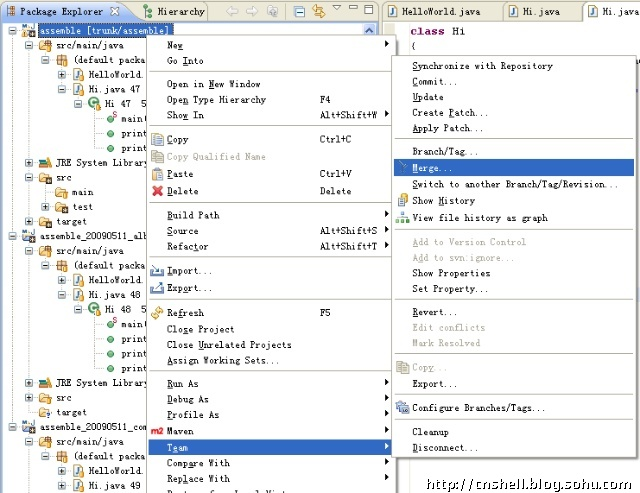 Package Explorer
Hierarchy
HelloWorld.java
Hi.java
Hi.java
assemble [trunk/assemble]
src/main/java
(default packa
HelloWorld.
Hi.java 47
Hi 47 5
main(
print
print
JRE System Library
src
main
test
target
assemble_20090511_alb
src/main/java
(default packa
HelloWorld.
Hi.java 48
Hi 48 5
main(
print
print
print
JRE System Library
src
target
assemble_20090511_com
src/main/java
(default packa
HelloWorld.
Hi.java 49
New
Go Into
Open in New Window
Open Type Hierarchy F4
Show In Alt+Shift+W
Copy Ctrl+C
Copy Qualified Name
Paste Ctrl+V
Delete Delete
Build Path
Source Alt+Shift+S
Refactor Alt+Shift+T
Import...
Export...
Refresh F5
Close Project
Close Unrelated Projects
Assign Working Sets...
Run As
Debug As
Profile As
m2 Maven
Team
Compare With
Replace With
class Hi
{
Synchronize with Repository
Commit...
Update
Create Patch...
Apply Patch...
Branch/Tag...
Merge...
Switch to another Branch/Tag/Revision...
Show History
View file history as graph
Add to Version Control
Add to svn:ignore...
Show Properties
Set Property...
Revert...
Edit conflicts
Mark Resolved
Copy...
Export...
Configure Branches/Tags...
Cleanup
Disconnect...
http://cnshell.blog.sohu.com